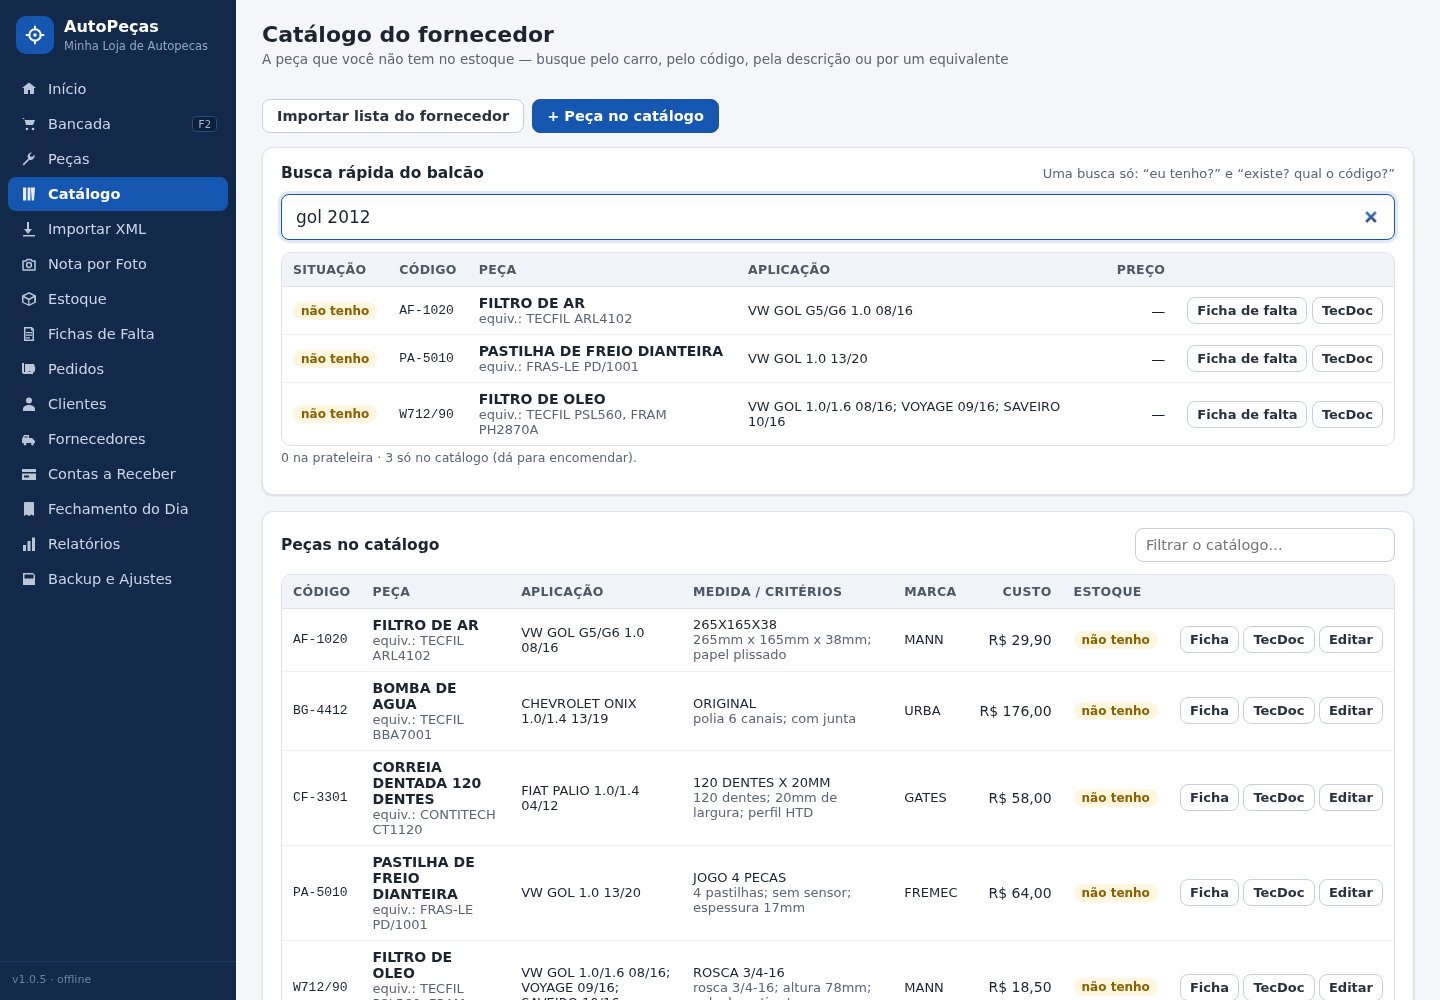 AutoPeças
Minha Loja de Autopecas
Início
Bancada F2
Peças
Catálogo
Importar XML
Nota por Foto
Estoque
Fichas de Falta
Pedidos
Clientes
Fornecedores
Contas a Receber
Fechamento do Dia
Relatórios
Backup e Ajustes
v1.0.5 · offline
Catálogo do fornecedor
A peça que você não tem no estoque — busque pelo carro, pelo código, pela descrição ou por um equivalente
Importar lista do fornecedor
+ Peça no catálogo
Busca rápida do balcão
Uma busca só: “eu tenho?” e “existe? qual o código?”
gol 2012
SITUAÇÃO CÓDIGO PEÇA APLICAÇÃO PREÇO
não tenho AF-1020 FILTRO DE AR VW GOL G5/G6 1.0 08/16 — Ficha de falta TecDoc
equiv.: TECFIL ARL4102
não tenho PA-5010 PASTILHA DE FREIO DIANTEIRA VW GOL 1.0 13/20 — Ficha de falta TecDoc
equiv.: FRAS-LE PD/1001
não tenho W712/90 FILTRO DE OLEO VW GOL 1.0/1.6 08/16; VOYAGE 09/16; SAVEIRO — Ficha de falta TecDoc
equiv.: TECFIL PSL560, FRAM 10/16
PH2870A
0 na prateleira · 3 só no catálogo (dá para encomendar).
Peças no catálogo
Filtrar o catálogo...
CÓDIGO PEÇA APLICAÇÃO MEDIDA / CRITÉRIOS MARCA CUSTO ESTOQUE
AF-1020 FILTRO DE AR VW GOL G5/G6 1.0 265X165X38 MANN R$ 29,90 não tenho Ficha TecDoc Editar
equiv.: TECFIL 08/16 265mm x 165mm x 38mm;
ARL4102 papel plissado
BG-4412 BOMBA DE CHEVROLET ONIX ORIGINAL URBA R$ 176,00 não tenho Ficha TecDoc Editar
AGUA 1.0/1.4 13/19 polia 6 canais; com junta
equiv.: TECFIL
BBA7001
CF-3301 CORREIA FIAT PALIO 1.0/1.4 120 DENTES X 20MM GATES R$ 58,00 não tenho Ficha TecDoc Editar
DENTADA 120 04/12 120 dentes; 20mm de
DENTES largura; perfil HTD
equiv.: CONTITECH
CT1120
PA-5010 PASTILHA DE VW GOL 1.0 13/20 JOGO 4 PECAS FREMEC R$ 64,00 não tenho Ficha TecDoc Editar
FREIO 4 pastilhas; sem sensor;
DIANTEIRA espessura 17mm
equiv.: FRAS-LE
PD/1001
W712/90 FILTRO DE VW GOL 1.0/1.6 08/16; ROSCA 3/4-16 MANN R$ 18,50 não tenho Ficha TecDoc Editar
OLEO VOYAGE 09/16; rosca 3/4-16; altura 78mm;
equiv.: TECFIL